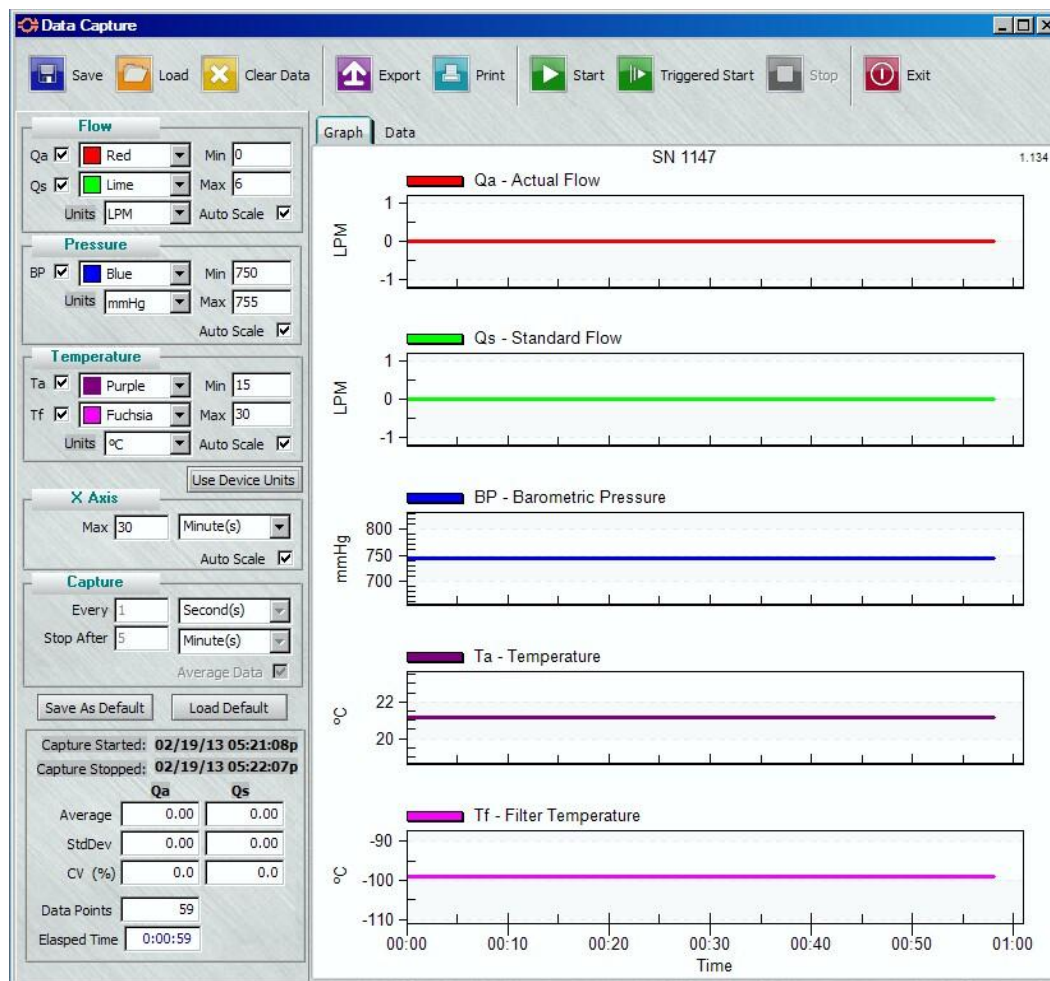 Data Capture
Save Load Clear Data Export Print Start Triggered Start Stop Exit
Flow
Qa Red Min 0
Qs Lime Max 6
Units LPM Auto Scale
Pressure
BP Blue Min 750
Units mmHg Max 755
Auto Scale
Temperature
Ta Purple Min 15
Tf Fuchsia Max 30
Units ºC Auto Scale
Use Device Units
X Axis
Max 30 Minute(s)
Auto Scale
Capture
Every 1 Second(s)
Stop After 5 Minute(s)
Average Data
Save As Default Load Default
Capture Started: 02/19/13 05:21:08p
Capture Stopped: 02/19/13 05:22:07p
Qa Qs
Average 0.00 0.00
StdDev 0.00 0.00
CV (%) 0.0 0.0
Data Points 59
Elasped Time 0:00:59
Graph Data
SN 1147 1.134
Qa - Actual Flow
LPM
1
0
-1
Qs - Standard Flow
LPM
1
0
-1
BP - Barometric Pressure
mmHg
800
750
700
Ta - Temperature
ºC
22
20
Tf - Filter Temperature
ºC
-90
-100
-110
00:00 00:10 00:20 00:30 00:40 00:50 01:00
Time